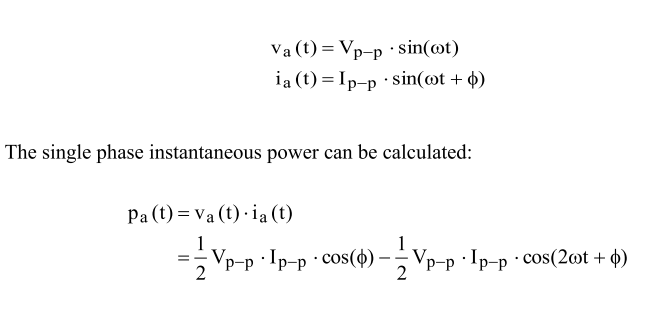 v_a (t) = V_p–p · sin(ωt)
i_a (t) = I_p–p · sin(ωt + ϕ)
The single phase instantaneous power can be calculated:
p_a (t) = v_a (t) · i_a (t)
= 1/2 V_p–p · I_p–p · cos(ϕ) − 1/2 V_p–p · I_p–p · cos(2ωt + ϕ)